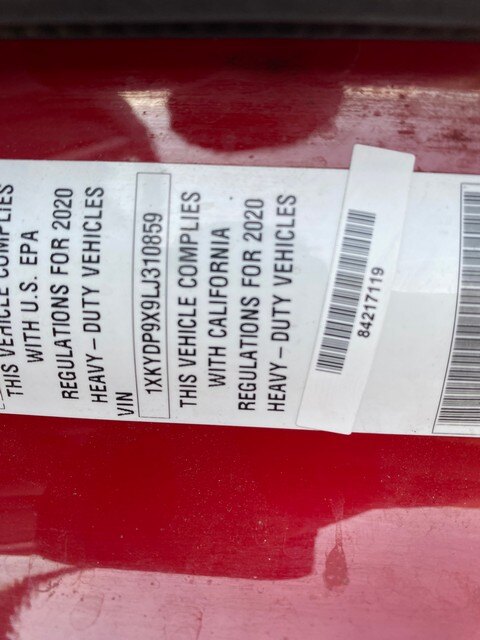 THIS VEHICLE COMPLIES
WITH U.S. EPA
REGULATIONS FOR 2020
HEAVY-DUTY VEHICLES
VIN
1XKYDP9X9LJ310859
THIS VEHICLE COMPLIES
WITH CALIFORNIA
REGULATIONS FOR 2020
HEAVY-DUTY VEHICLES
84217119